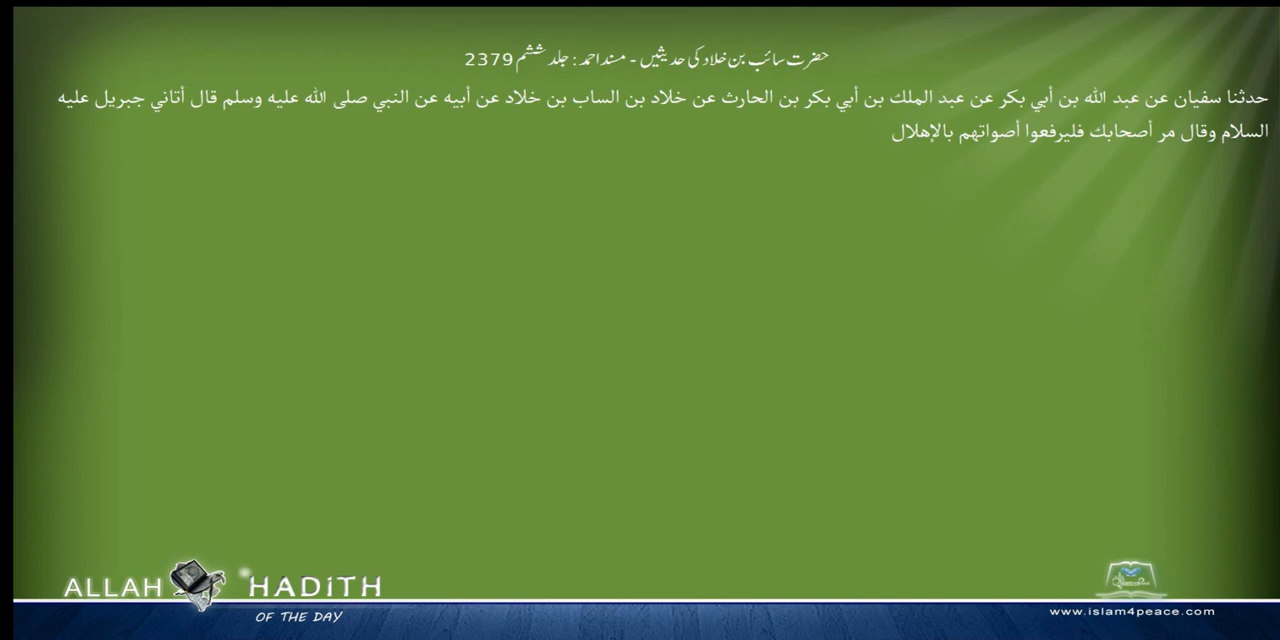 حضرت سائب بن خلاد کی حدیثیں - مسند احمد : جلد ششم 2379
حدثنا سفيان عن عبد الله بن أبي بكر عن عبد الملك بن أبي بكر بن الحارث عن خلاد بن الساب بن خلاد عن أبيه عن النبي صلى الله عليه وسلم قال أتاني جبريل عليه
السلام وقال مر أصحابك فليرفعوا أصواتهم بالإهلال
ALLAH HADITH
OF THE DAY
www.islam4peace.com